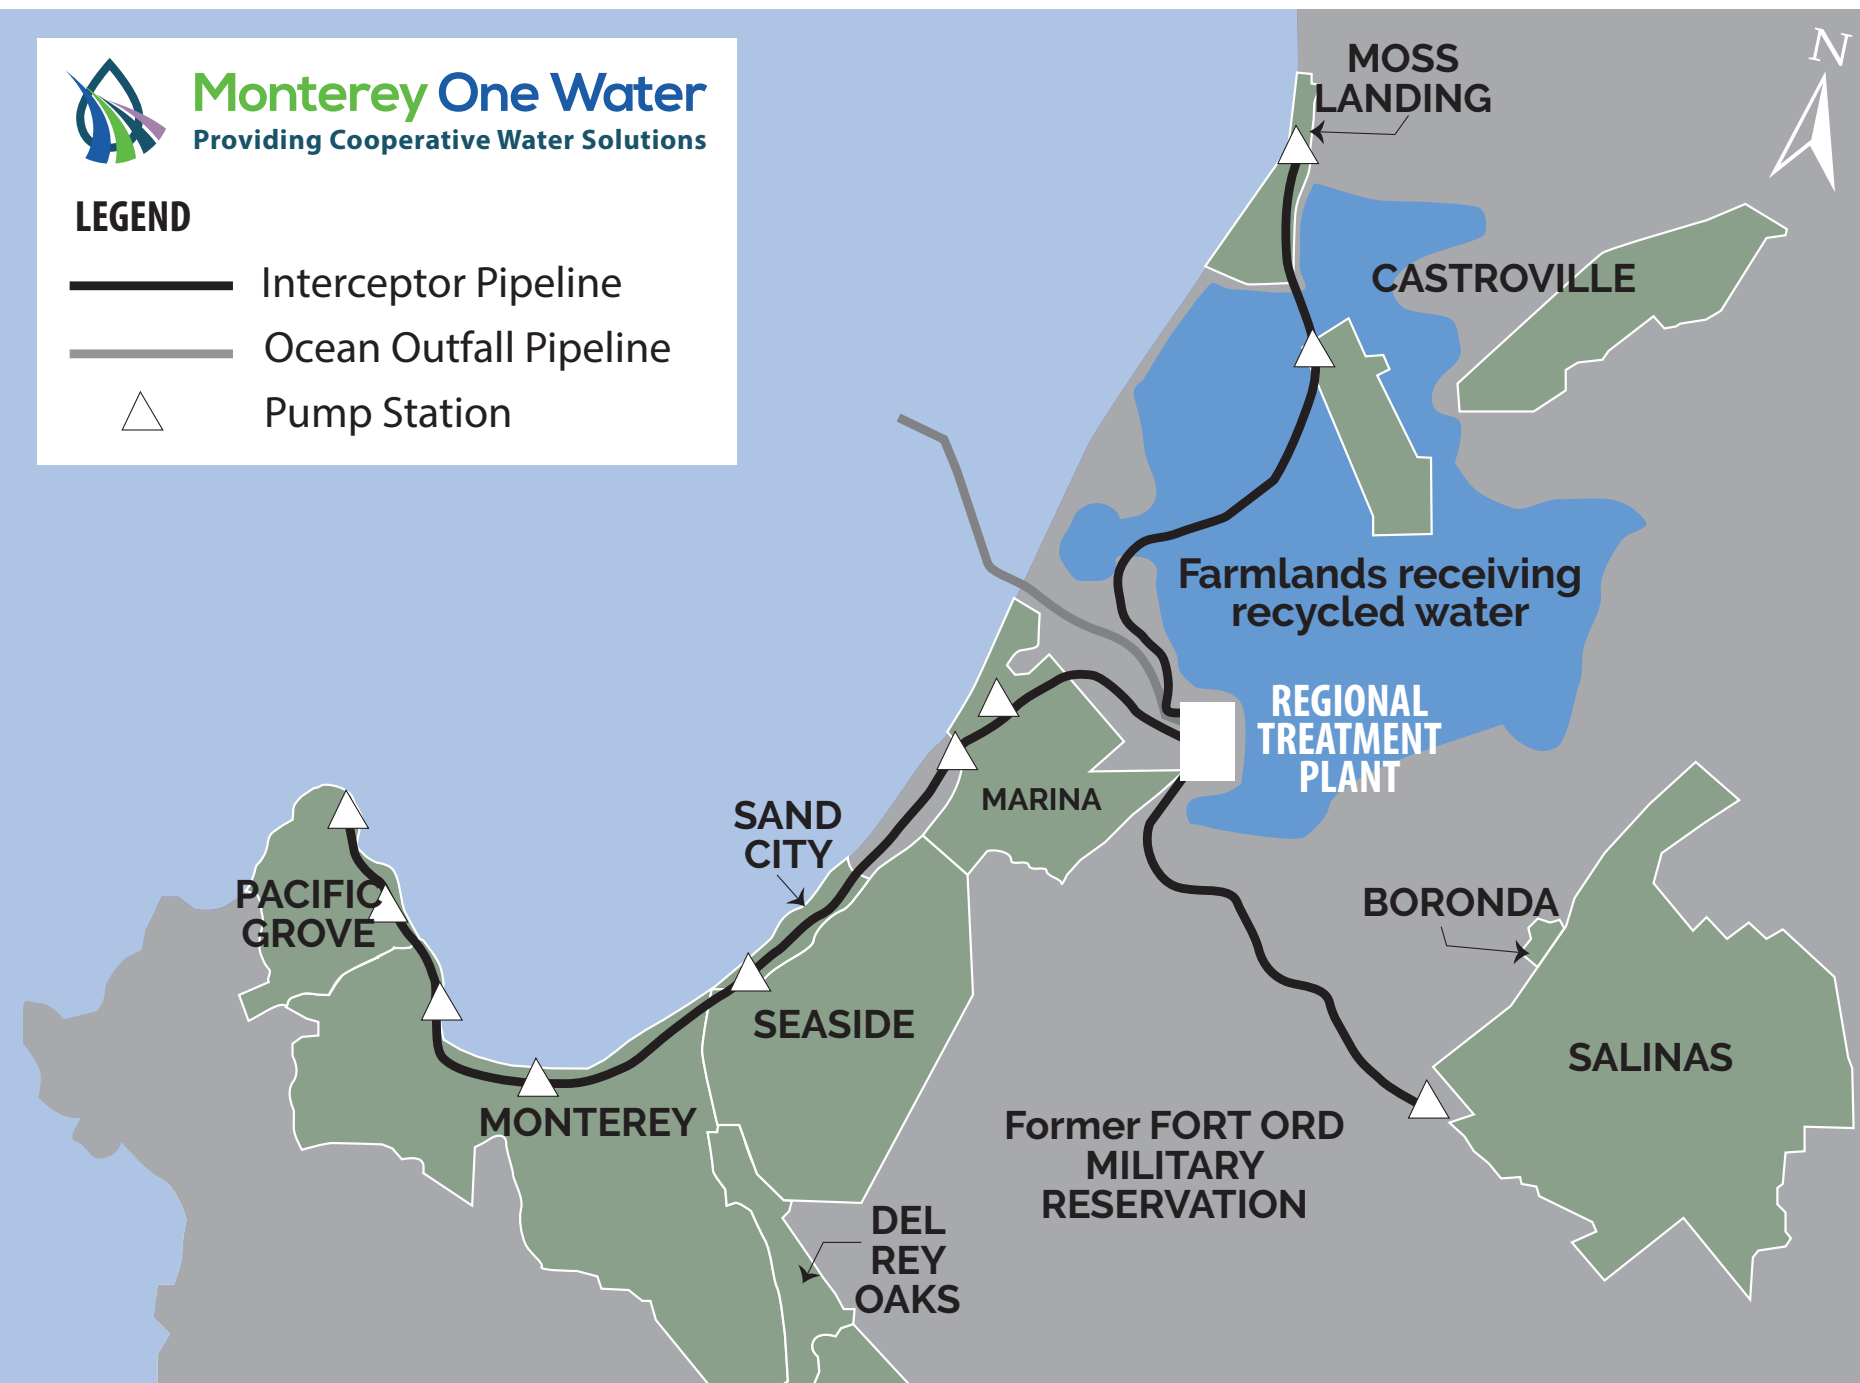 Monterey One Water
Providing Cooperative Water Solutions
LEGEND
Interceptor Pipeline
Ocean Outfall Pipeline
Pump Station
N
MOSS
LANDING
CASTROVILLE
Farmlands receiving
recycled water
REGIONAL
TREATMENT
PLANT
MARINA
SAND
CITY
PACIFIC
GROVE
BORONDA
SEASIDE
SALINAS
MONTEREY
Former FORT ORD
MILITARY
RESERVATION
DEL
REY
OAKS